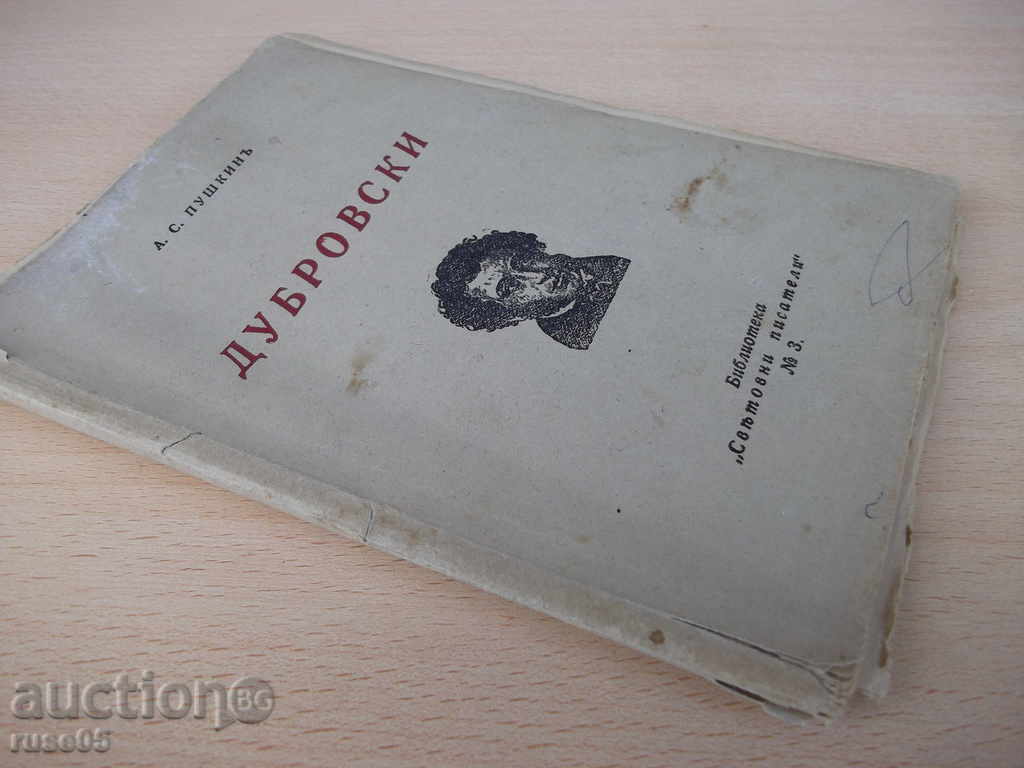 А. С. ПУШКИНЪ
ДУБРОВСКИ
Библиотека
„Свѣтовни писатели“
№ 3.
auction BG
ruse05